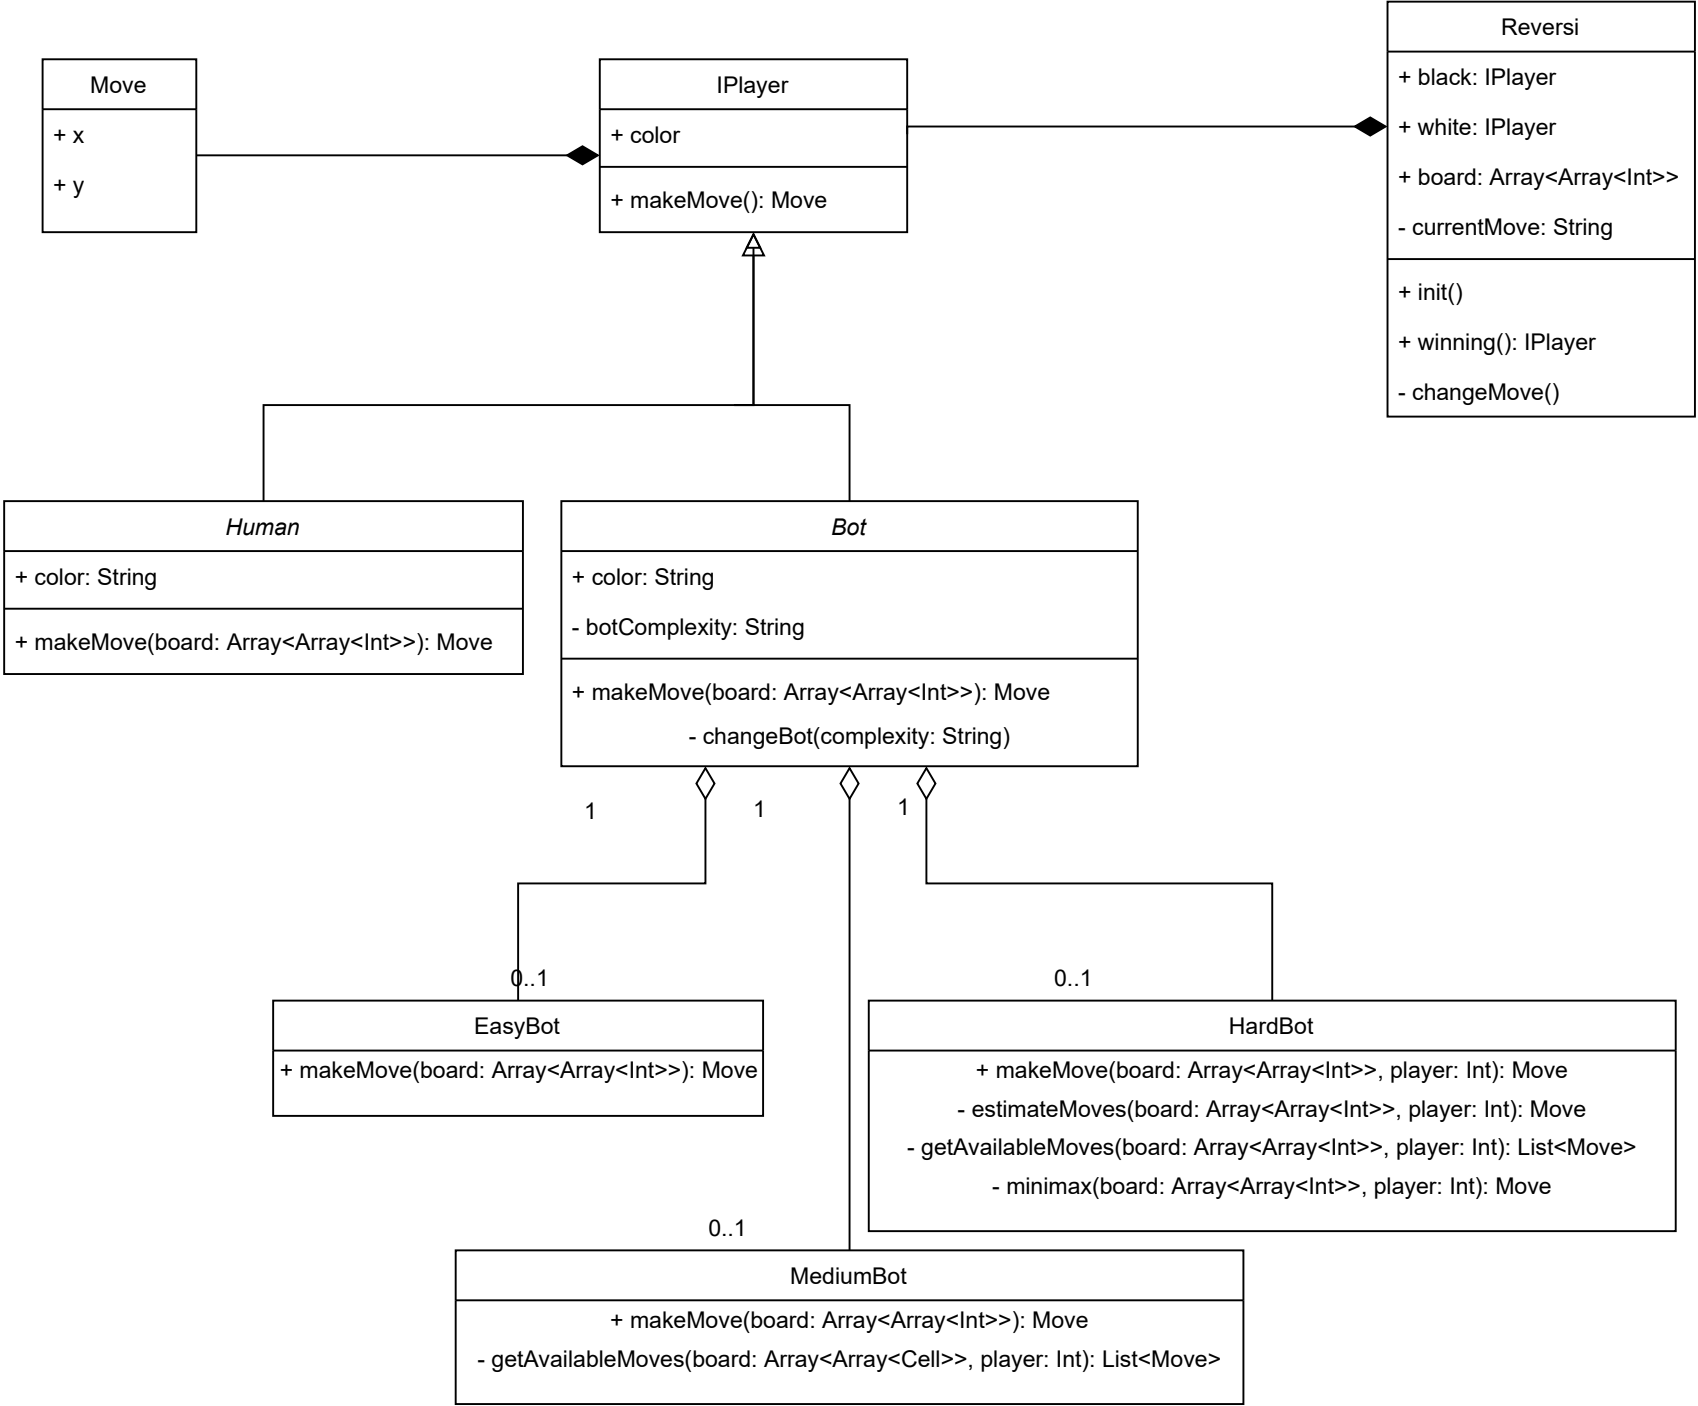 Move
+ x
+ y
IPlayer
+ color
+ makeMove(): Move
Reversi
+ black: IPlayer
+ white: IPlayer
+ board: Array<Array<Int>>
- currentMove: String
+ init()
+ winning(): IPlayer
- changeMove()
Human
+ color: String
+ makeMove(board: Array<Array<Int>>): Move
Bot
+ color: String
- botComplexity: String
+ makeMove(board: Array<Array<Int>>): Move
- changeBot(complexity: String)
1
1
1
0..1
0..1
EasyBot
+ makeMove(board: Array<Array<Int>>): Move
HardBot
+ makeMove(board: Array<Array<Int>>, player: Int): Move
- estimateMoves(board: Array<Array<Int>>, player: Int): Move
- getAvailableMoves(board: Array<Array<Int>>, player: Int): List<Move>
- minimax(board: Array<Array<Int>>, player: Int): Move
0..1
MediumBot
+ makeMove(board: Array<Array<Int>>): Move
- getAvailableMoves(board: Array<Array<Cell>>, player: Int): List<Move>